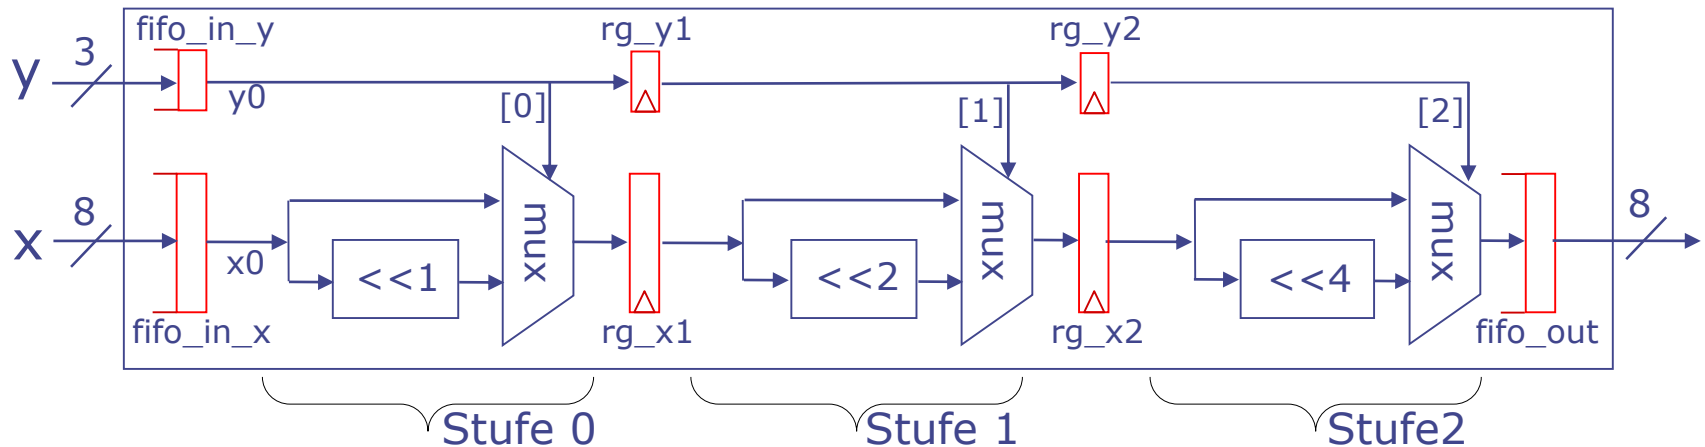 fifo_in_y
rg_y1
rg_y2
3
y
y0
[0]
[1]
[2]
8
x
x0
<<1
mux
<<2
mux
<<4
mux
8
fifo_in_x
rg_x1
rg_x2
fifo_out
Stufe 0
Stufe 1
Stufe2